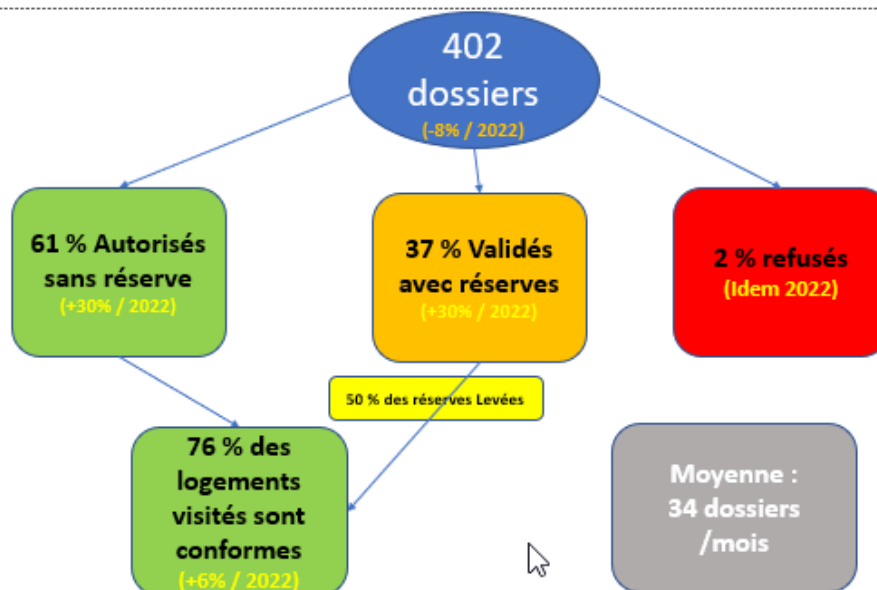 402
dossiers
(-8% / 2022)
61 % Autorisés
sans réserve
(+30% / 2022)
37 % Validés
avec réserves
(+30% / 2022)
2 % refusés
(Idem 2022)
50 % des réserves Levées
76 % des
logements
visités sont
conformes
(+6% / 2022)
Moyenne :
34 dossiers
/mois